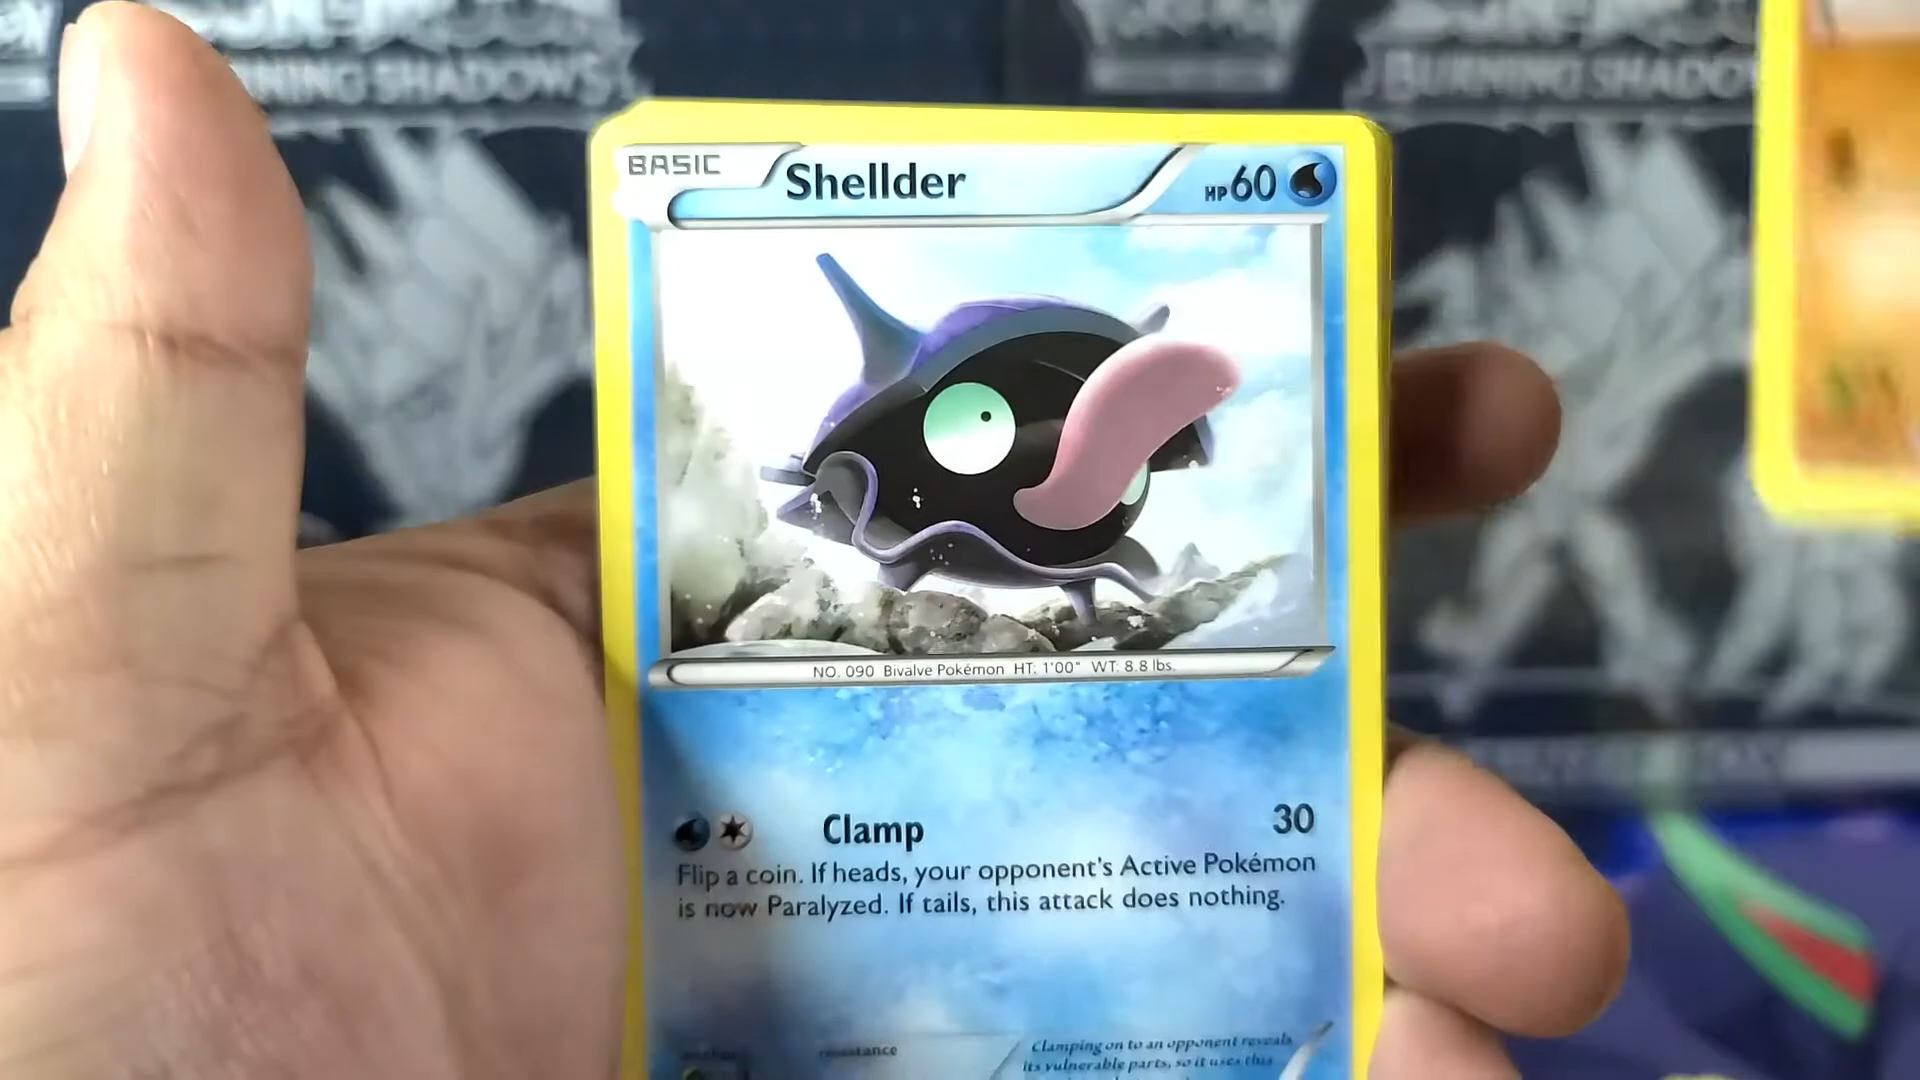 BURNING SHADOWS
BASIC
Shellder
HP 60
NO. 090 Bivalve Pokémon HT: 1'00" WT: 8.8 lbs.
Clamp 30
Flip a coin. If heads, your opponent's Active Pokémon
is now Paralyzed. If tails, this attack does nothing.
resistance
Clamping on to an opponent reveals
its vulnerable parts, so it uses this